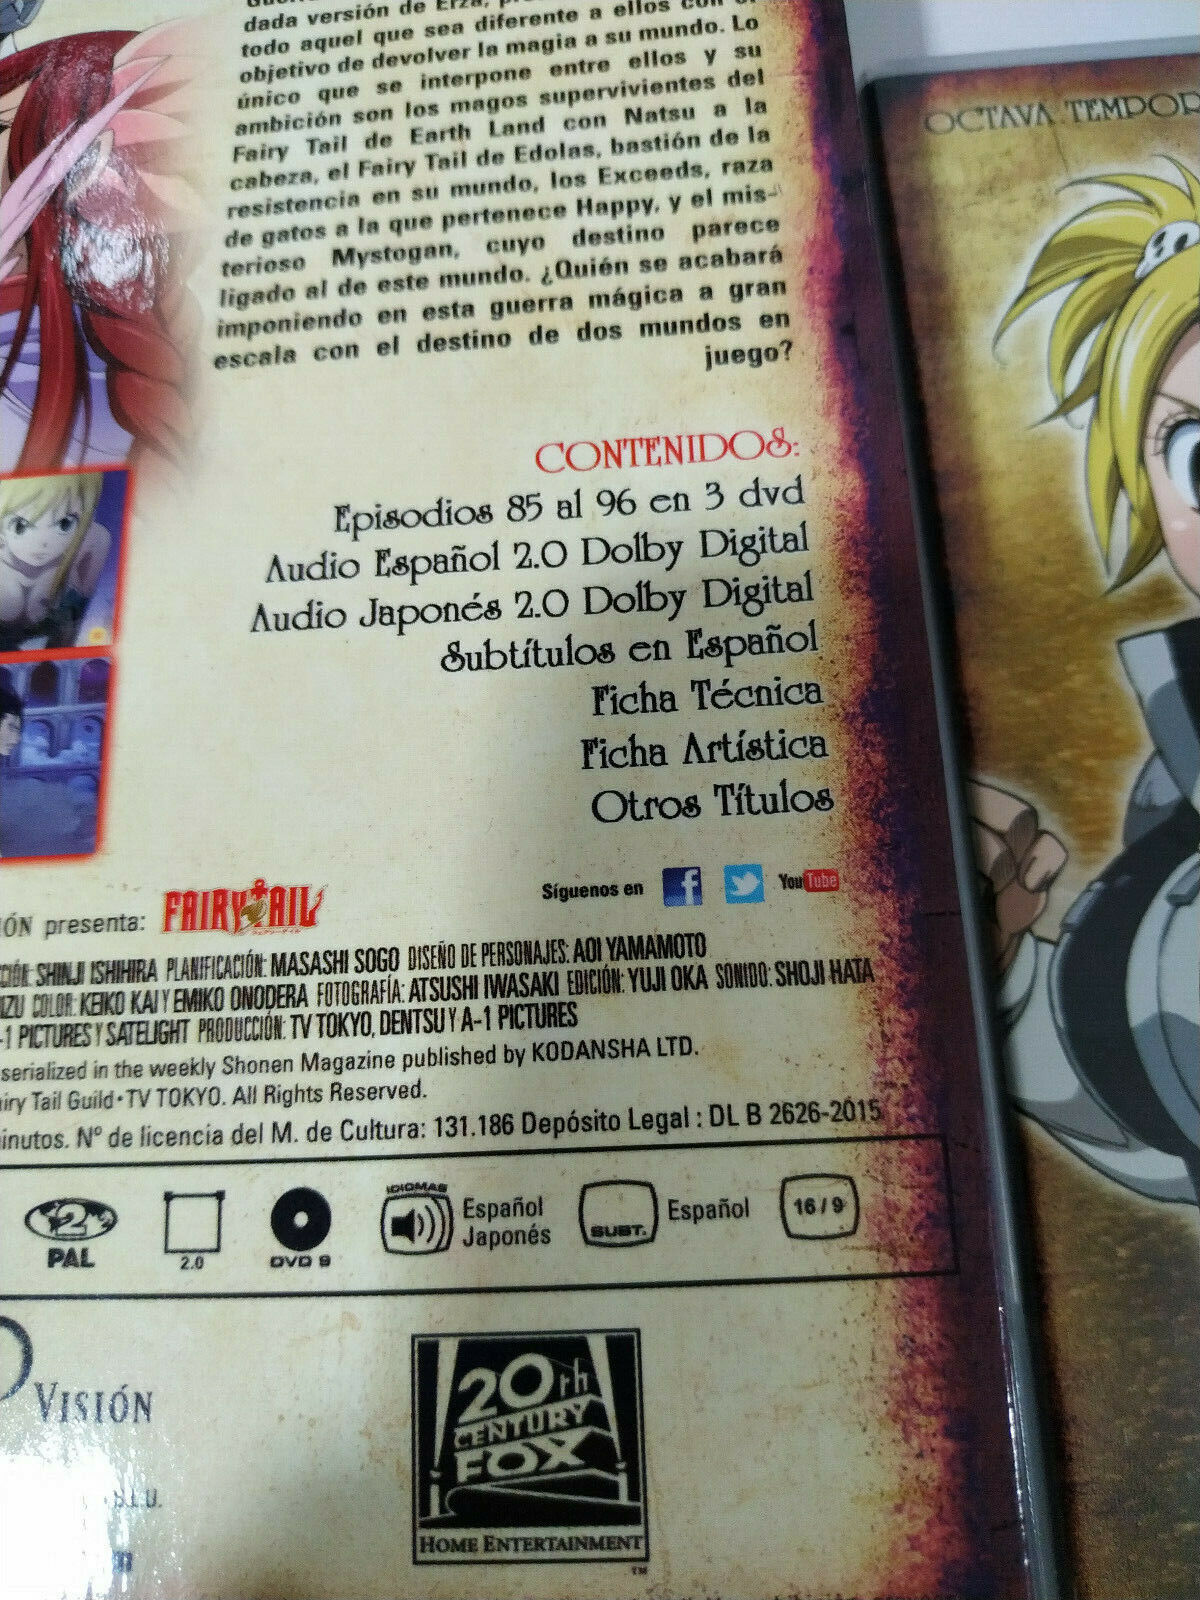 dada versión de Erza,
todo aquel que sea diferente a ellos con
objetivo de devolver la magia a su mundo. Lo
único que se interpone entre ellos y su
ambición son los magos supervivientes del
Fairy Tail de Earth Land con Natsu a la
cabeza, el Fairy Tail de Edolas, bastión de la
resistencia en su mundo, los Exceeds, raza
de gatos a la que pertenece Happy, y el mis-
terioso Mystogan, cuyo destino parece
ligado al de este mundo. ¿Quién se acabará
imponiendo en esta guerra mágica a gran
escala con el destino de dos mundos en
juego?
CONTENIDOS:
Episodios 85 al 96 en 3 dvd
Audio Español 2.0 Dolby Digital
Audio Japonés 2.0 Dolby Digital
Subtítulos en Español
Ficha Técnica
Ficha Artística
Otros Títulos
Síguenos en f YouTube
IÓN presenta: FAIRY TAIL
CIÓN: SHINJI ISHIHIRA PLANIFICACIÓN: MASASHI SOGO DISEÑO DE PERSONAJES: AOI YAMAMOTO
IZU COLOR: KEIKO KAI Y EMIKO ONODERA FOTOGRAFÍA: ATSUSHI IWASAKI EDICIÓN: YUJI OKA SONIDO: SHOJI HATA
-1 PICTURES Y SATELIGHT PRODUCCIÓN: TV TOKYO, DENTSU Y A-1 PICTURES
serialized in the weekly Shonen Magazine published by KODANSHA LTD.
airy Tail Guild • TV TOKYO. All Rights Reserved.
inutos. Nº de licencia del M. de Cultura: 131.186 Depósito Legal : DL B 2626-2015
2
PAL
2.0
DVD 9
IDIOMAS
Español
Japonés
SUBT.
Español
16/9
VISIÓN
S.L.U.
20th
CENTURY
FOX
HOME ENTERTAINMENT
TM
OCTAVA TEMPOR